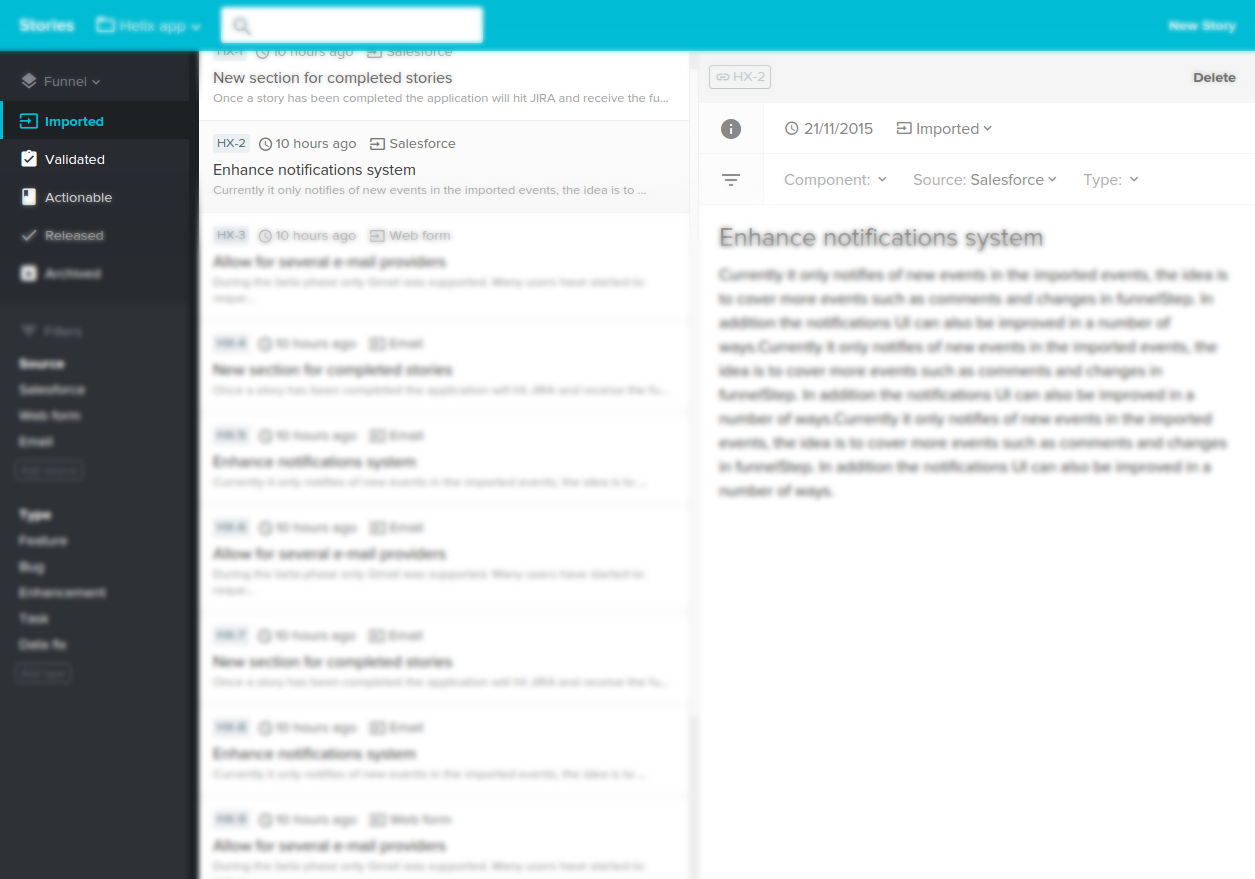 Stories
Helix app
New Story
Funnel
Imported
Validated
Actionable
Released
Archived
Filters
Source
Salesforce
Web form
Email
Add source
Type
Feature
Bug
Enhancement
Task
Data fix
Add type
HX-1 10 hours ago Salesforce
New section for completed stories
Once a story has been completed the application will hit JIRA and receive the fu...
HX-2 10 hours ago Salesforce
Enhance notifications system
Currently it only notifies of new events in the imported events, the idea is to ...
HX-3 10 hours ago Web form
Allow for several e-mail providers
During the beta phase only Gmail was supported. Many users have started to
reque...
HX-4 10 hours ago Email
New section for completed stories
Once a story has been completed the application will hit JIRA and receive the fu...
HX-5 10 hours ago Email
Enhance notifications system
Currently it only notifies of new events in the imported events, the idea is to ...
HX-6 10 hours ago Email
Allow for several e-mail providers
During the beta phase only Gmail was supported. Many users have started to
reque...
HX-7 10 hours ago Email
New section for completed stories
Once a story has been completed the application will hit JIRA and receive the fu...
HX-8 10 hours ago Email
Enhance notifications system
Currently it only notifies of new events in the imported events, the idea is to ...
HX-9 10 hours ago Web form
Allow for several e-mail providers
During the beta phase only Gmail was supported. Many users have started to
HX-2
Delete
21/11/2015 Imported
Component: Source: Salesforce Type:
Enhance notifications system
Currently it only notifies of new events in the imported events, the idea is
to cover more events such as comments and changes in funnelStep. In
addition the notifications UI can also be improved in a number of
ways.Currently it only notifies of new events in the imported events, the
idea is to cover more events such as comments and changes in
funnelStep. In addition the notifications UI can also be improved in a
number of ways.Currently it only notifies of new events in the imported
events, the idea is to cover more events such as comments and changes
in funnelStep. In addition the notifications UI can also be improved in a
number of ways.